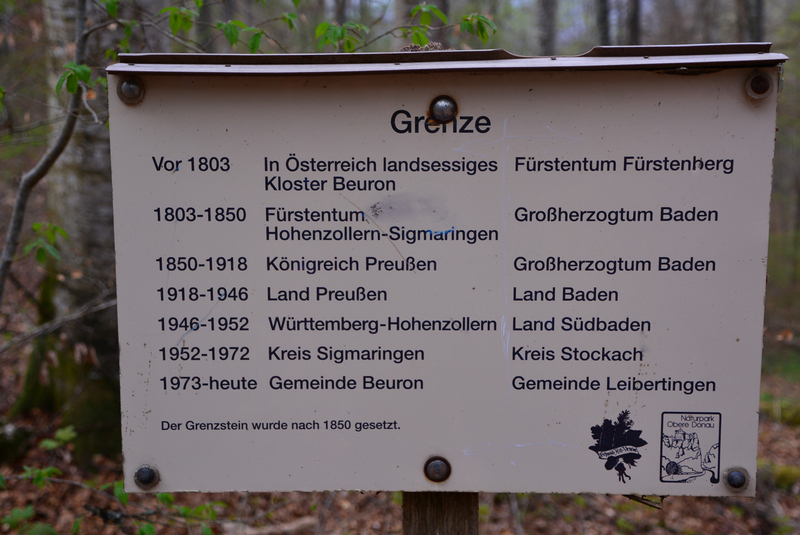 Grenze
Vor 1803 In Österreich landsessiges Fürstentum Fürstenberg
Kloster Beuron
1803-1850 Fürstentum Großherzogtum Baden
Hohenzollern-Sigmaringen
1850-1918 Königreich Preußen Großherzogtum Baden
1918-1946 Land Preußen Land Baden
1946-1952 Württemberg-Hohenzollern Land Südbaden
1952-1972 Kreis Sigmaringen Kreis Stockach
1973-heute Gemeinde Beuron Gemeinde Leibertingen
Der Grenzstein wurde nach 1850 gesetzt.
Naturpark
Obere Donau